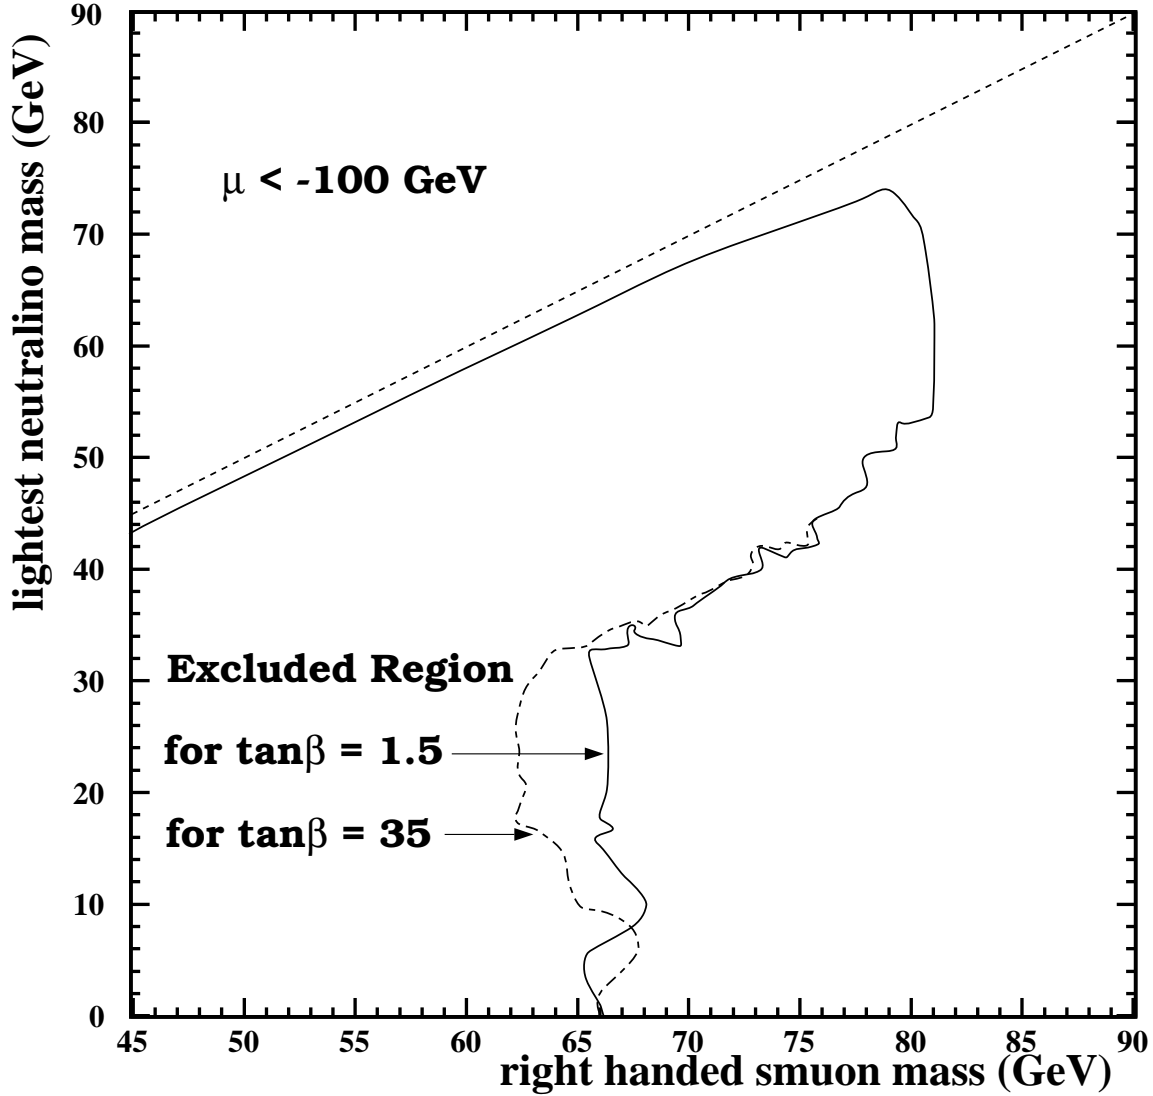 90
80
70
60
50
40
30
20
10
0
lightest neutralino mass (GeV)
μ < -100 GeV
Excluded Region
for tanβ = 1.5
for tanβ = 35
45 50 55 60 65 70 75 80 85 90
right handed smuon mass (GeV)